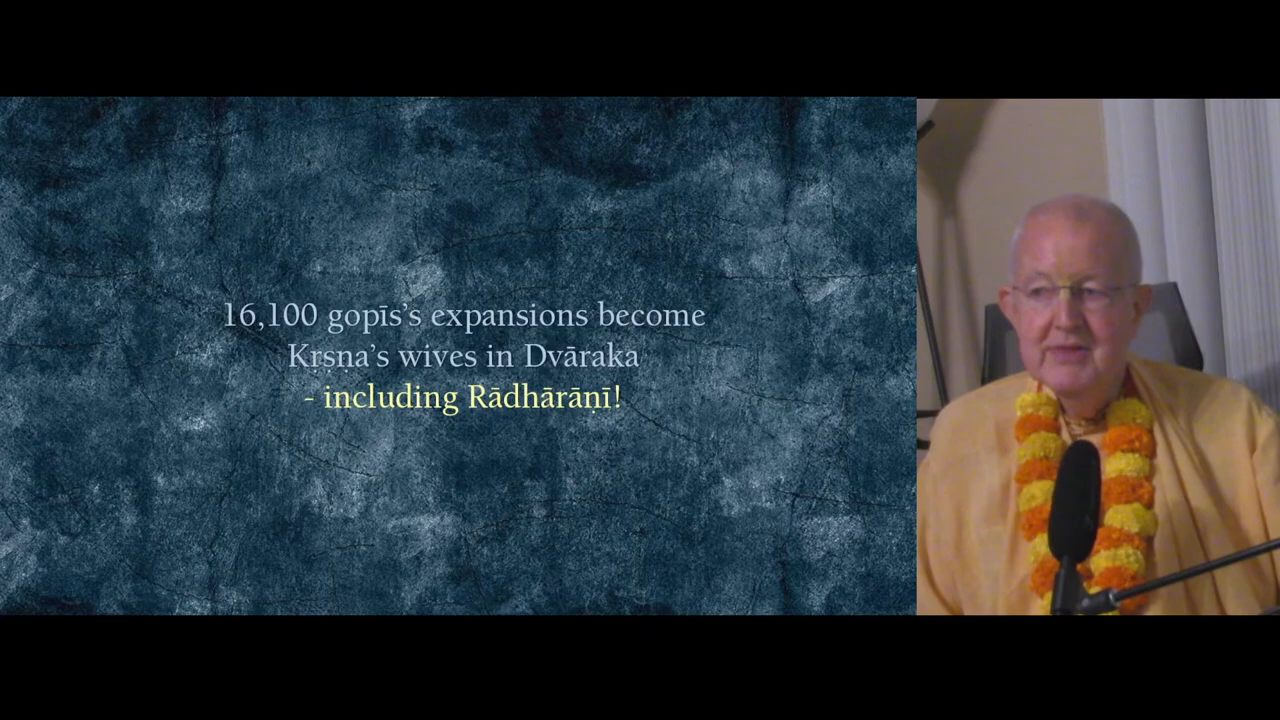 16,100 gopīs’s expansions become
Kṛṣṇa’s wives in Dvāraka
- including Rādhārāṇī!